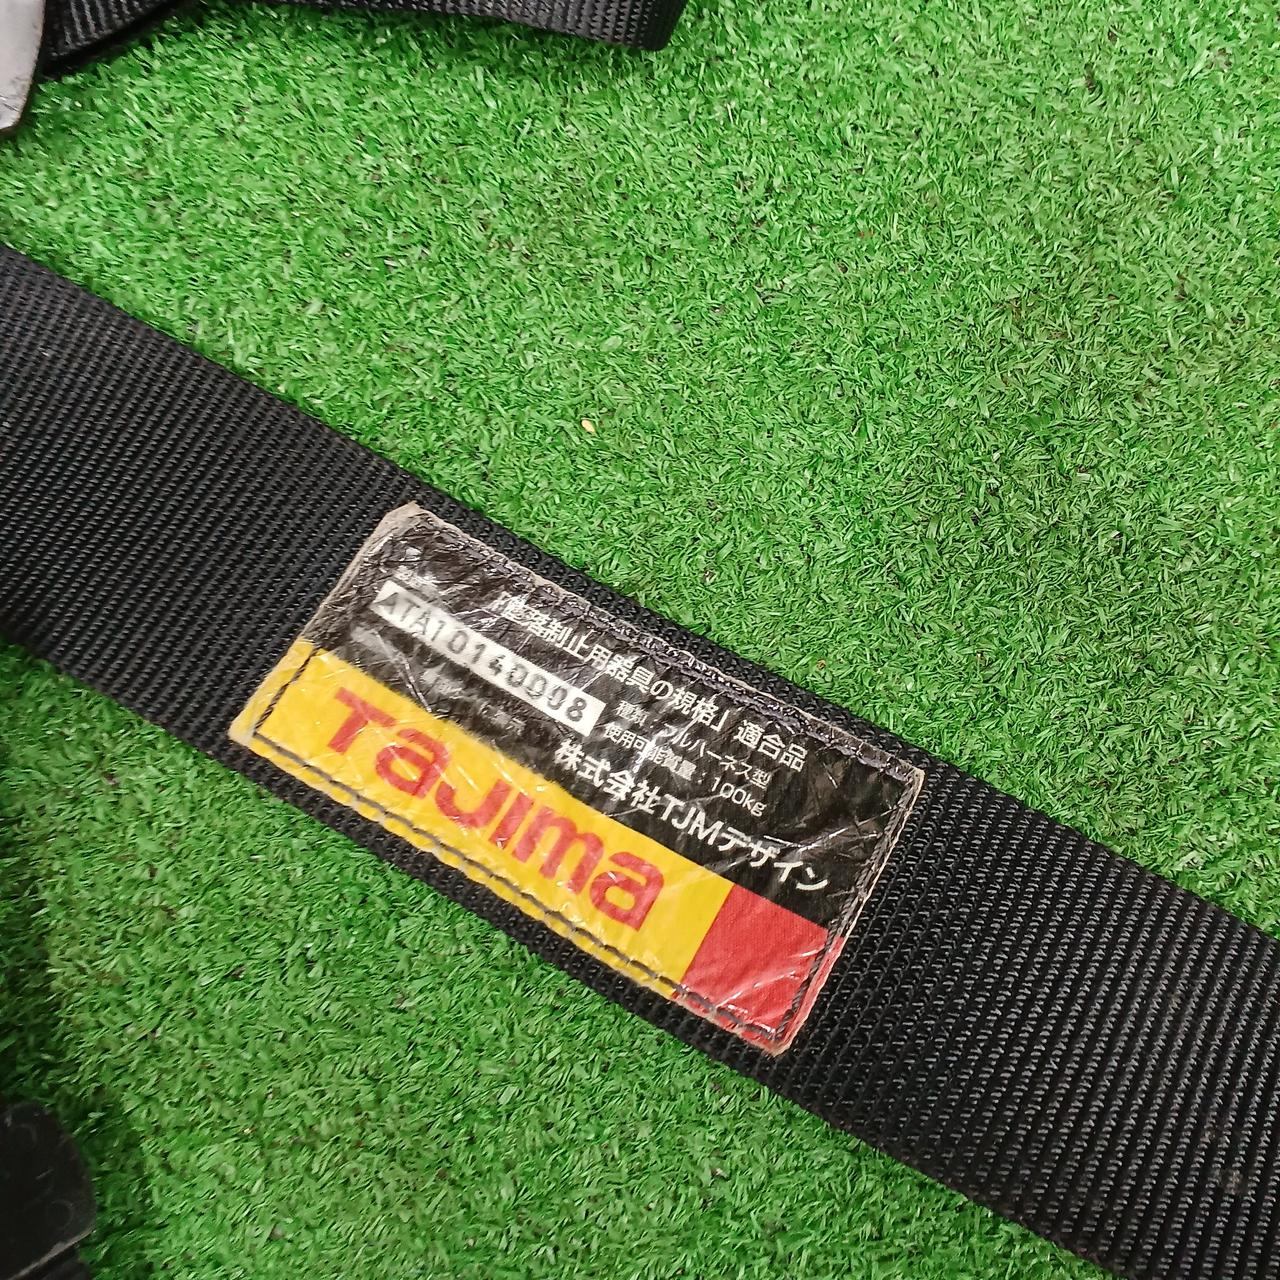 「墜落制止用器具の規格」適合品
ATA10140008
種類：フルハーネス型
使用可能質量：100kg
株式会社TJMデザイン
TaJIma